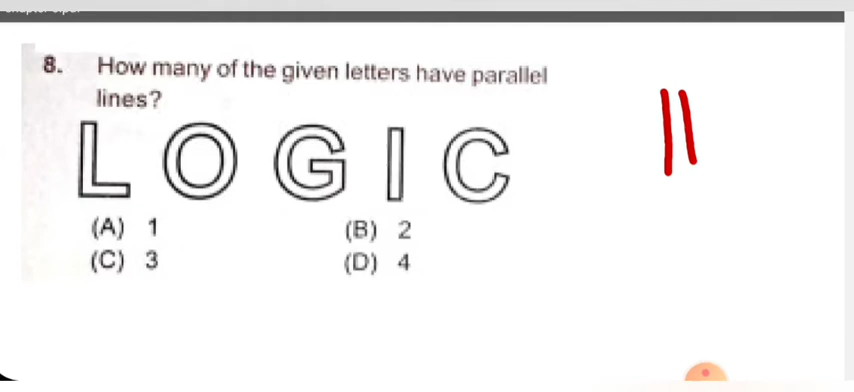 8. How many of the given letters have parallel
lines?
L O G I C
(A) 1 (B) 2
(C) 3 (D) 4